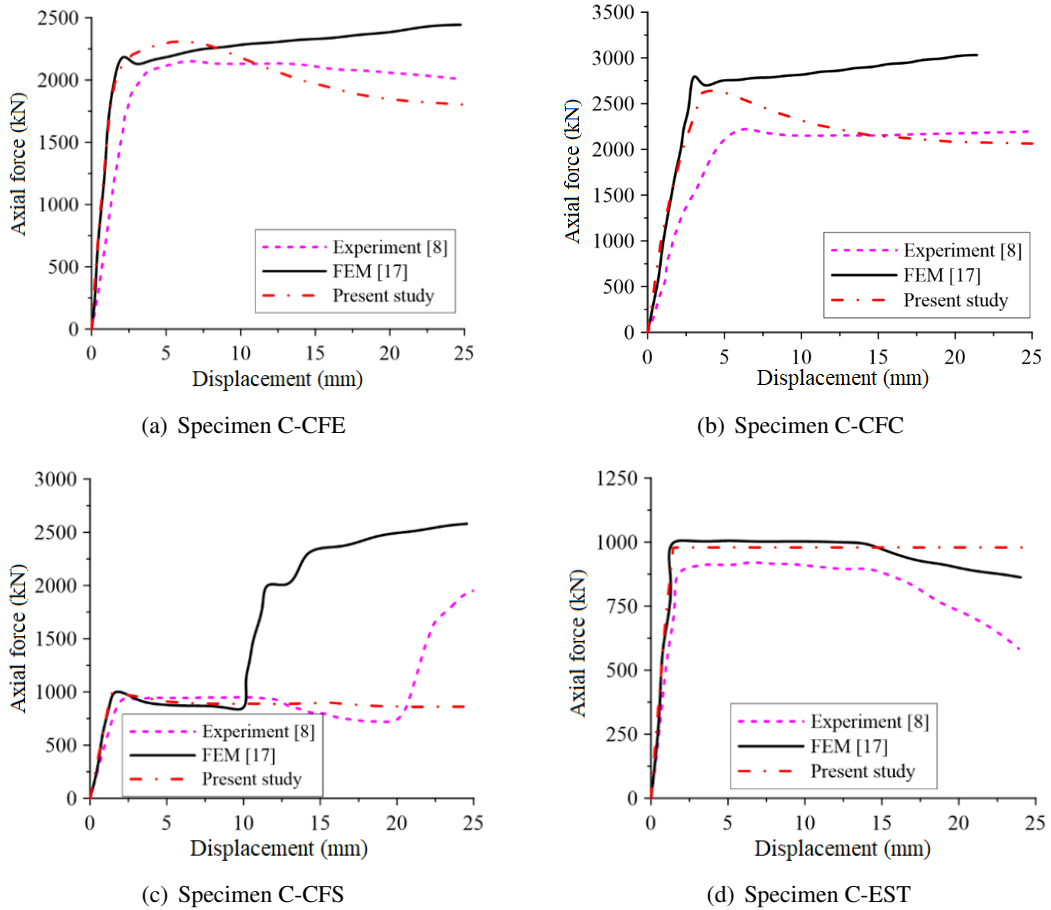 2500
2000
1500
1000
500
0
Axial force (kN)
0 5 10 15 20 25
Displacement (mm)
Experiment [8]
FEM [17]
Present study
(a) Specimen C-CFE
3500
3000
2500
2000
1500
1000
500
0
Axial force (kN)
0 5 10 15 20 25
Displacement (mm)
Experiment [8]
FEM [17]
Present study
(b) Specimen C-CFC
3000
2500
2000
1500
1000
500
0
Axial force (kN)
0 5 10 15 20 25
Displacement (mm)
Experiment [8]
FEM [17]
Present study
(c) Specimen C-CFS
1250
1000
750
500
250
0
Axial force (kN)
0 5 10 15 20 25
Displacement (mm)
Experiment [8]
FEM [17]
Present study
(d) Specimen C-EST